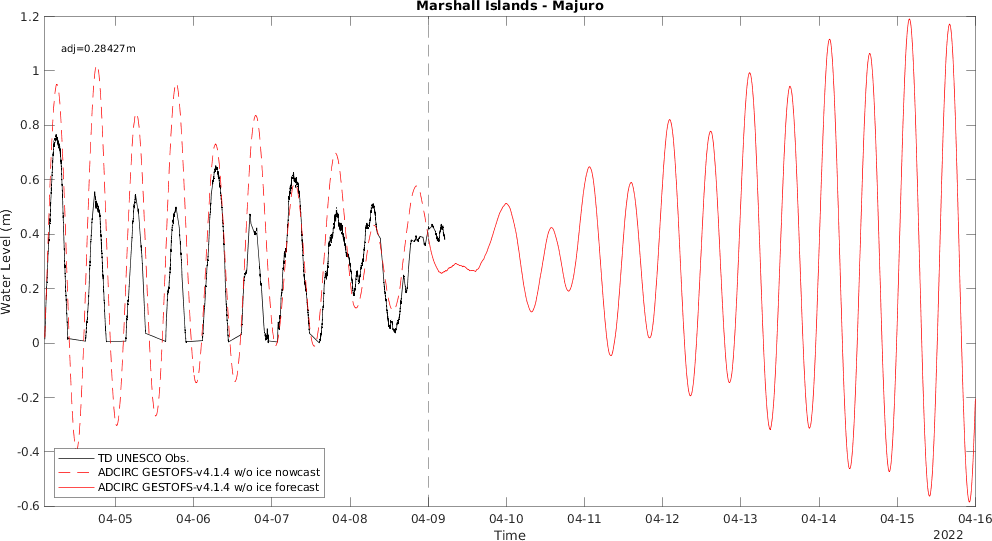 Marshall Islands - Majuro
adj=0.28427m
1.2
1
0.8
0.6
0.4
0.2
0
-0.2
-0.4
-0.6
Water Level (m)
TD UNESCO Obs.
ADCIRC GESTOFS-v4.1.4 w/o ice nowcast
ADCIRC GESTOFS-v4.1.4 w/o ice forecast
04-05 04-06 04-07 04-08 04-09 04-10 04-11 04-12 04-13 04-14 04-15 04-16
Time
2022